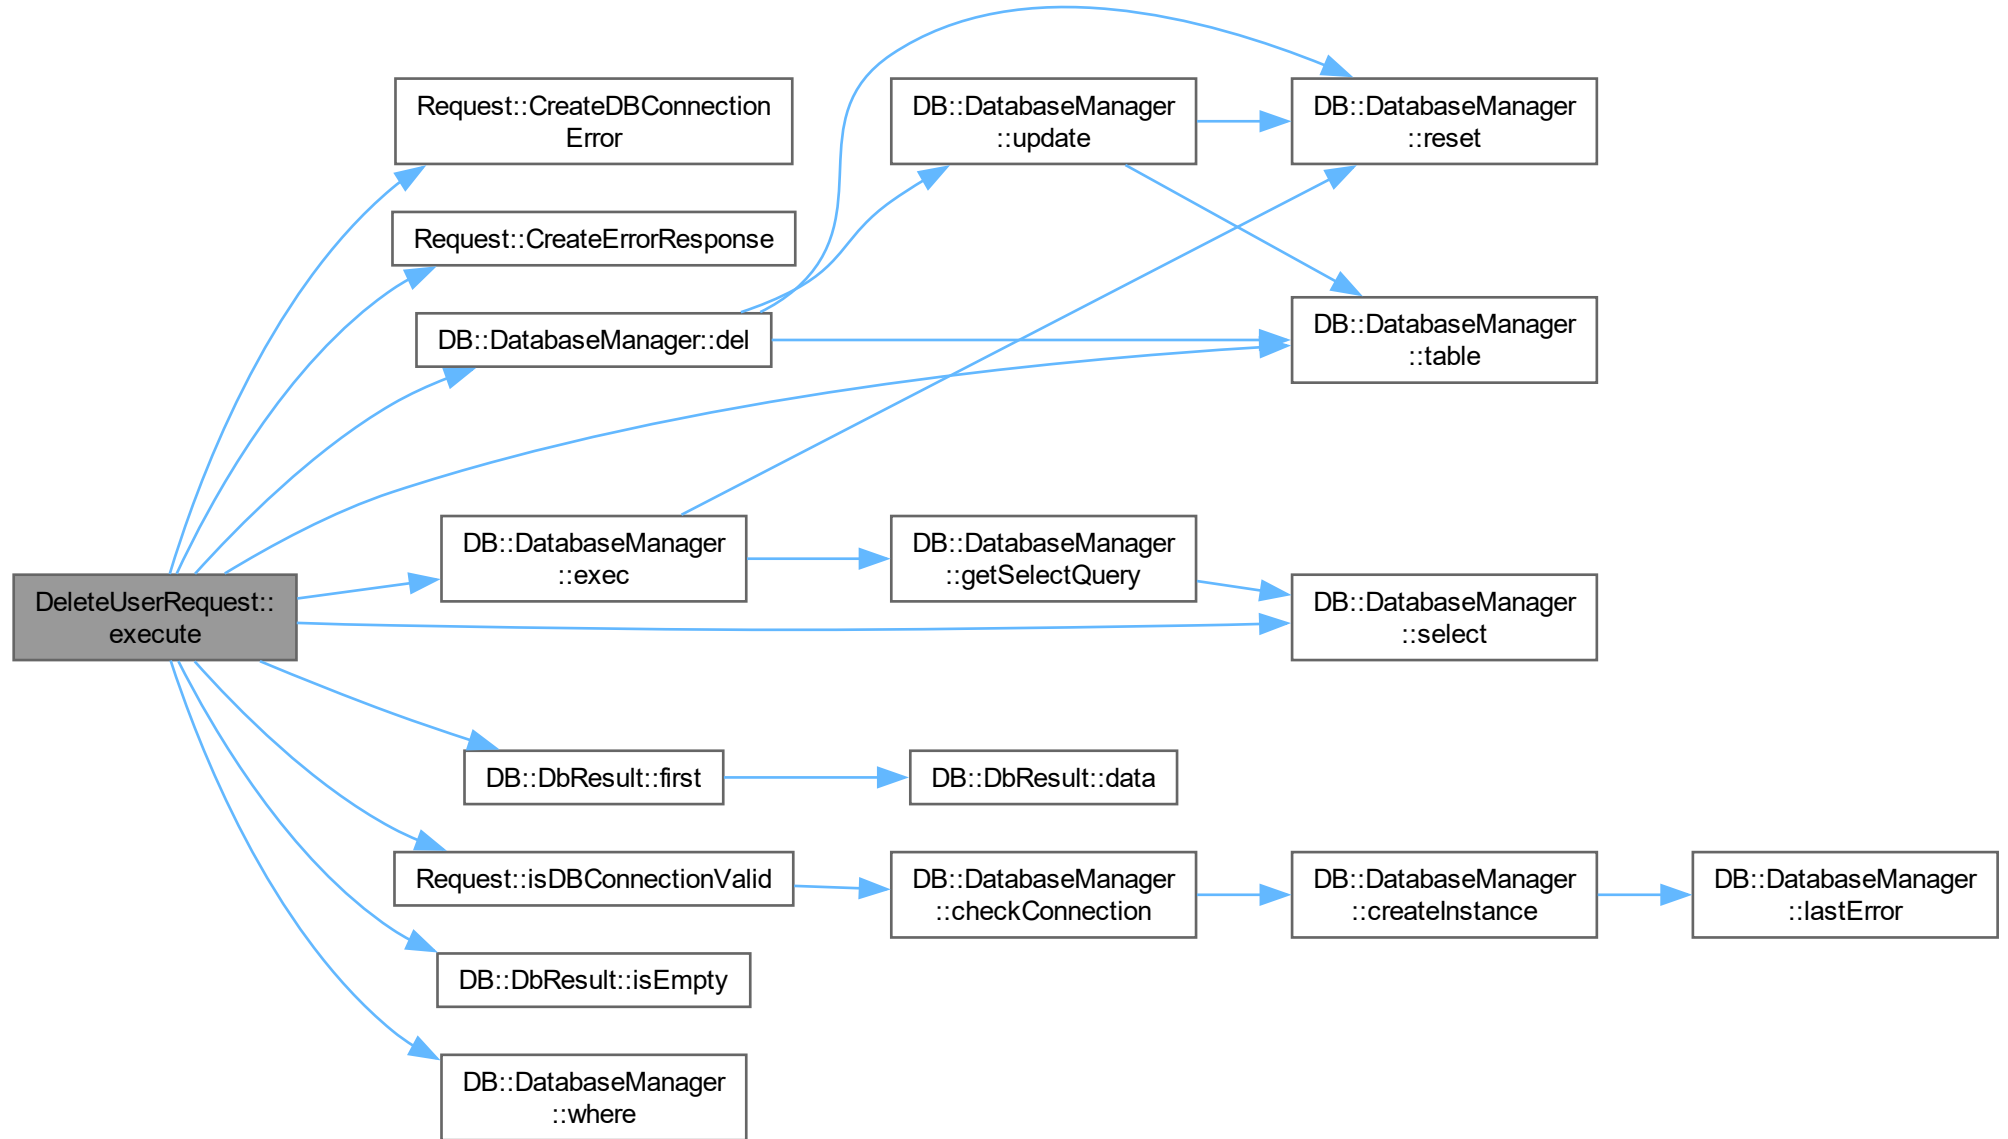 Request::CreateDBConnection
Error
Request::CreateErrorResponse
DB::DatabaseManager::del
DB::DatabaseManager
::update
DB::DatabaseManager
::reset
DB::DatabaseManager
::table
DeleteUserRequest::
execute
DB::DatabaseManager
::exec
DB::DatabaseManager
::getSelectQuery
DB::DatabaseManager
::select
DB::DbResult::first
DB::DbResult::data
Request::isDBConnectionValid
DB::DatabaseManager
::checkConnection
DB::DatabaseManager
::createInstance
DB::DatabaseManager
::lastError
DB::DbResult::isEmpty
DB::DatabaseManager
::where